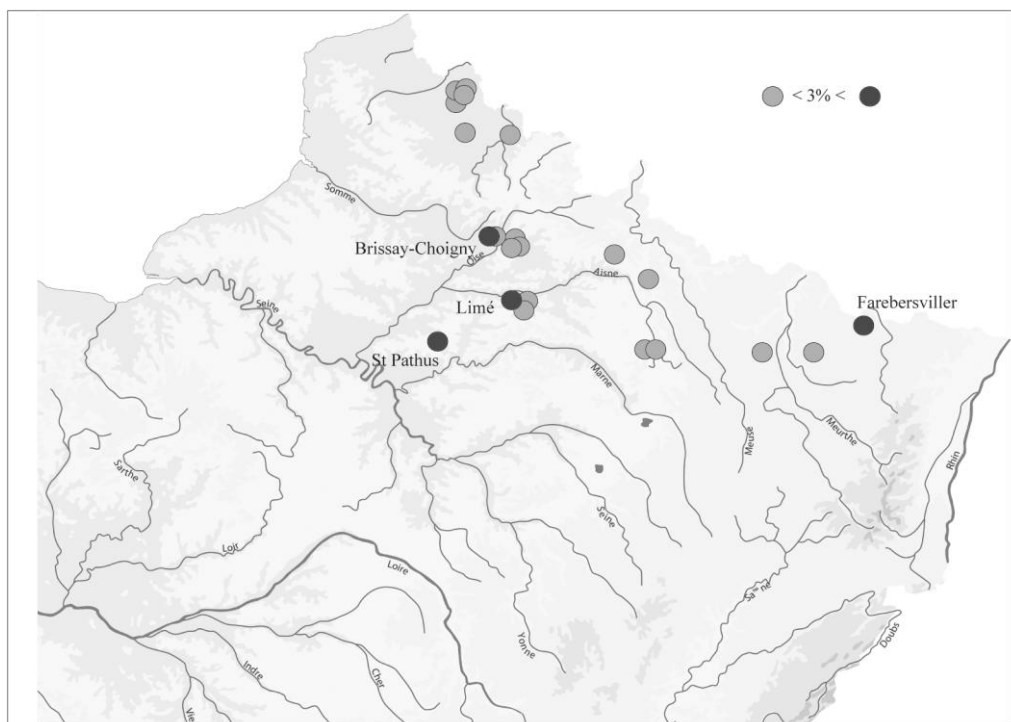 < 3% <
Somme
Brissay-Choigny
Oise
Aisne
Seine
Limé
Farebersviller
St Pathus
Marne
Meuse
Meurthe
Rhin
Sarthe
Seine
Loir
Loire
Saône
Yonne
Doubs
Indre
Cher
Vie